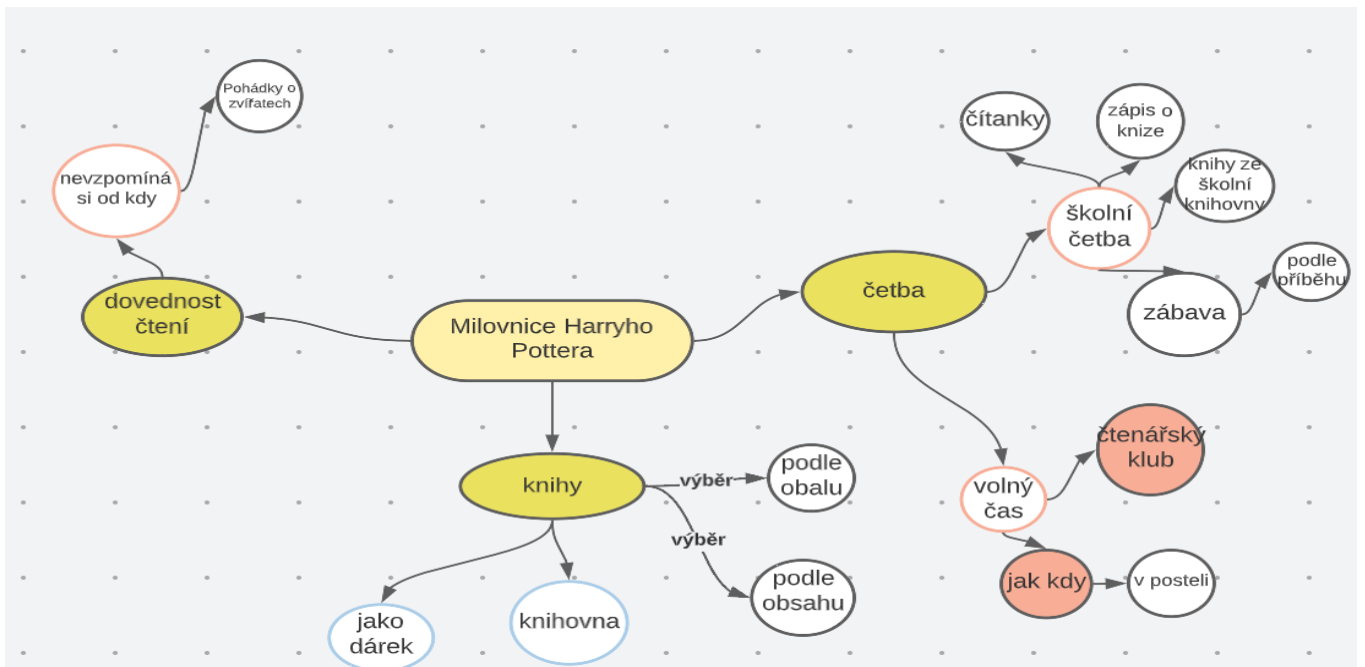 Pohádky o
zvířatech
nevzpomíná
si od kdy
dovednost
čtení
Milovnice Harryho
Pottera
četba
čítanky
zápis o
knize
knihy ze
školní
knihovny
školní
četba
zábava
podle
příběhu
knihy
výběr
podle
obalu
výběr
podle
obsahu
jako
dárek
knihovna
volný
čas
čtenářský
klub
jak kdy
v posteli